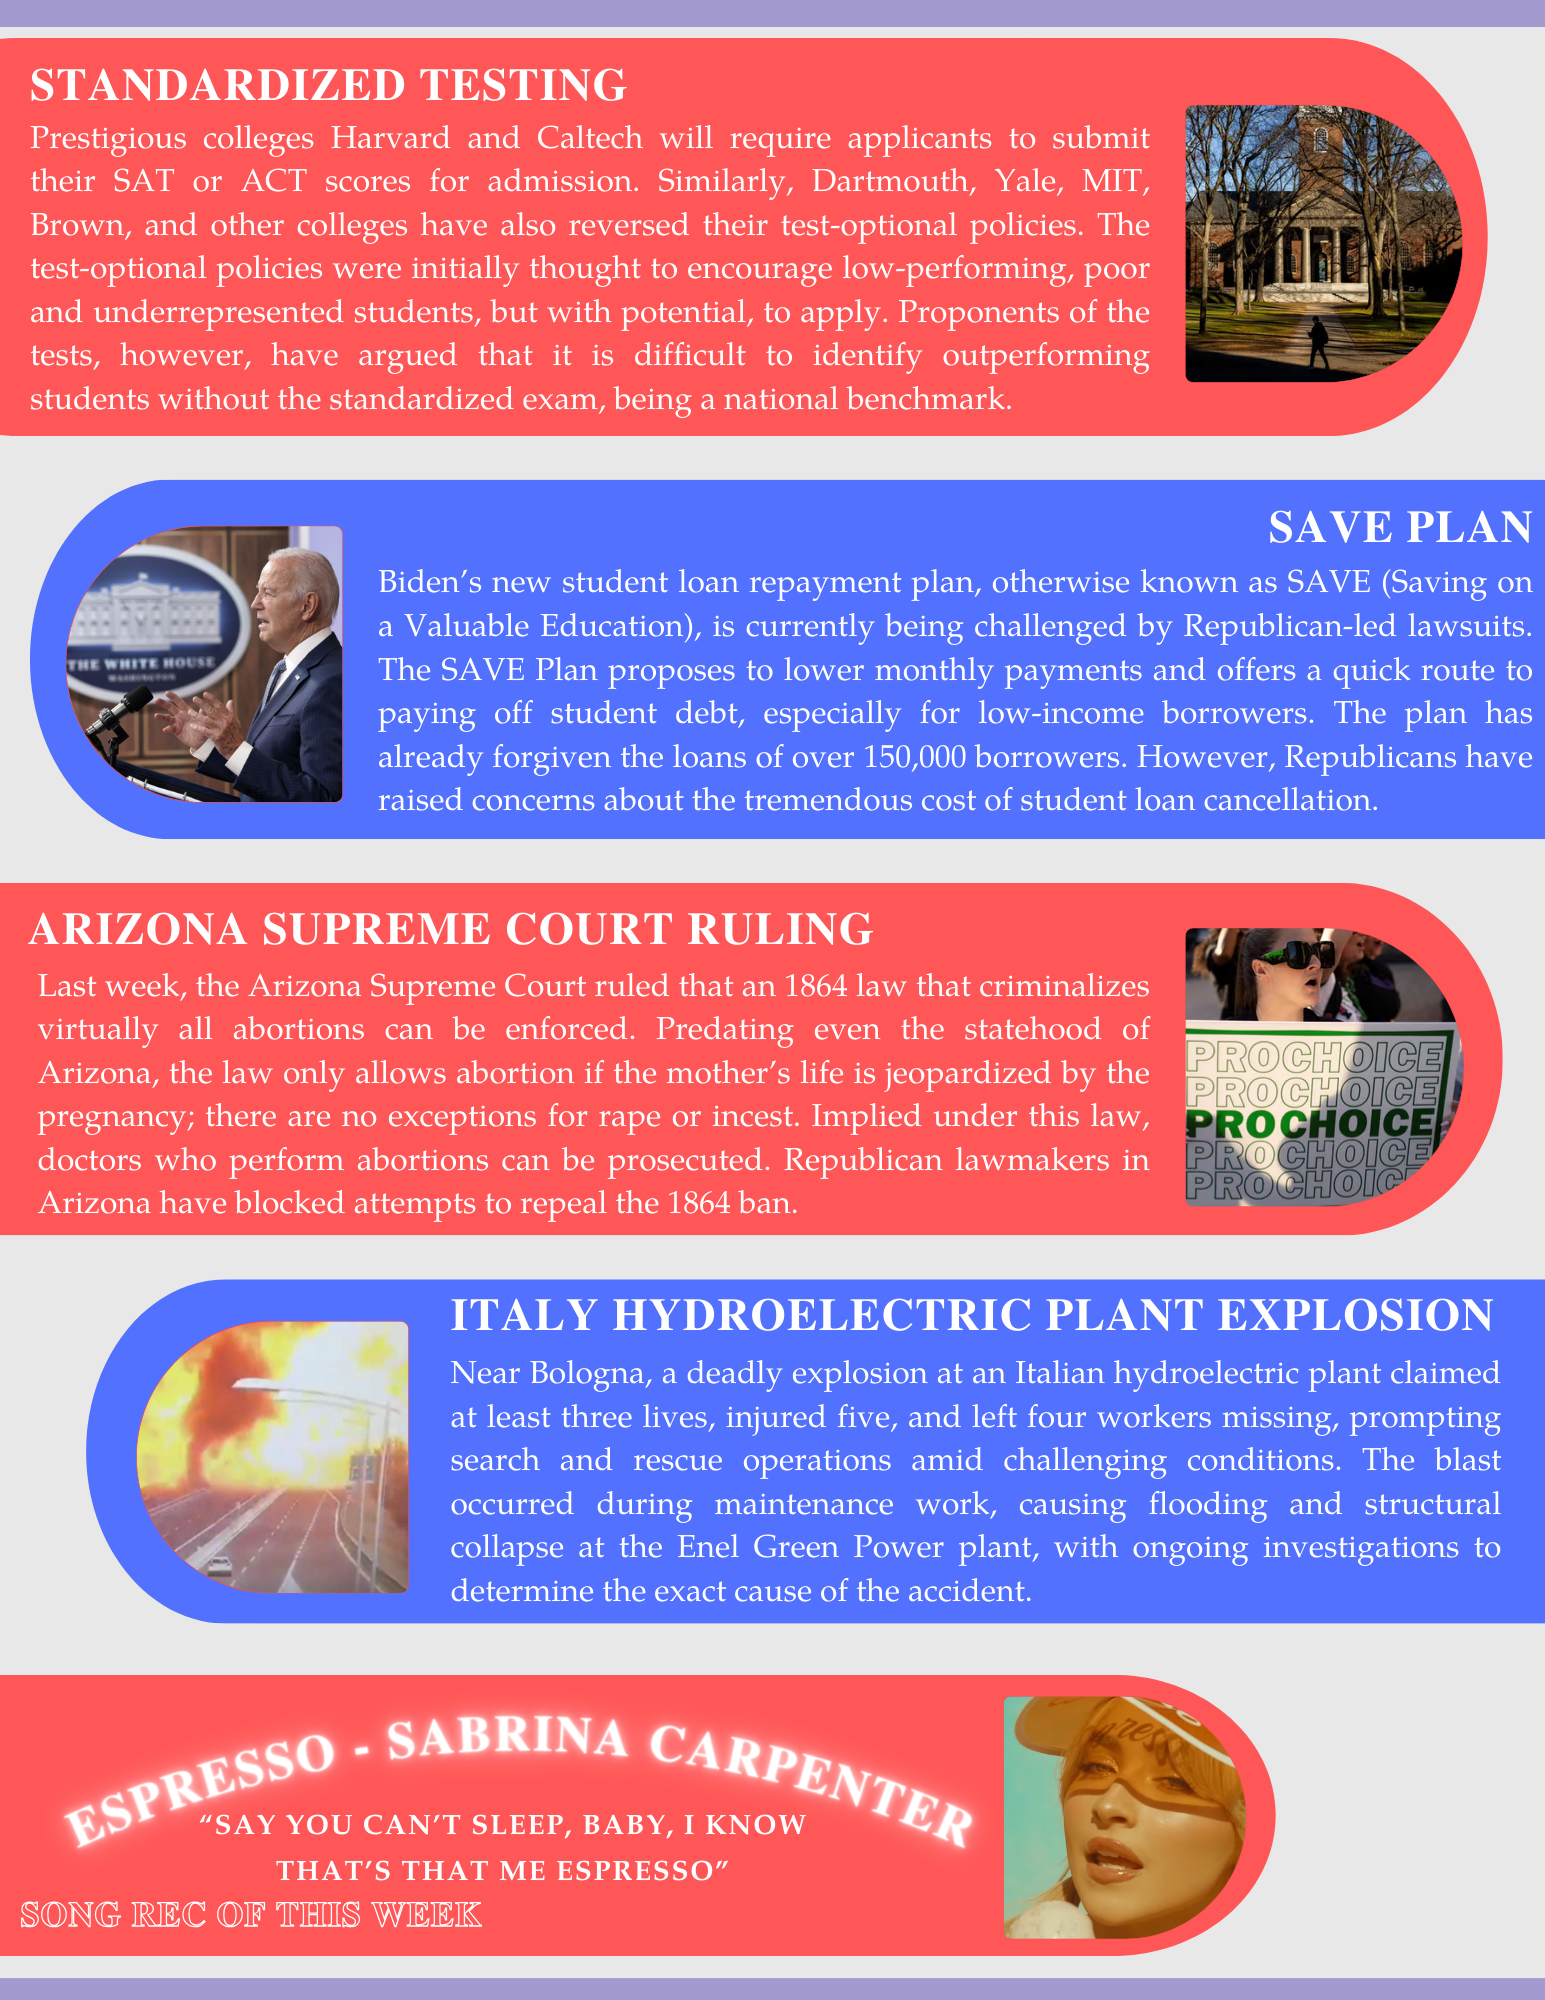 STANDARDIZED TESTING
Prestigious colleges Harvard and Caltech will require applicants to submit
their SAT or ACT scores for admission. Similarly, Dartmouth, Yale, MIT,
Brown, and other colleges have also reversed their test-optional policies. The
test-optional policies were initially thought to encourage low-performing, poor
and underrepresented students, but with potential, to apply. Proponents of the
tests, however, have argued that it is difficult to identify outperforming
students without the standardized exam, being a national benchmark.
SAVE PLAN
Biden’s new student loan repayment plan, otherwise known as SAVE (Saving on
a Valuable Education), is currently being challenged by Republican-led lawsuits.
The SAVE Plan proposes to lower monthly payments and offers a quick route to
paying off student debt, especially for low-income borrowers. The plan has
already forgiven the loans of over 150,000 borrowers. However, Republicans have
raised concerns about the tremendous cost of student loan cancellation.
THE WHITE HOUSE
WASHINGTON
ARIZONA SUPREME COURT RULING
Last week, the Arizona Supreme Court ruled that an 1864 law that criminalizes
virtually all abortions can be enforced. Predating even the statehood of
Arizona, the law only allows abortion if the mother’s life is jeopardized by the
pregnancy; there are no exceptions for rape or incest. Implied under this law,
doctors who perform abortions can be prosecuted. Republican lawmakers in
Arizona have blocked attempts to repeal the 1864 ban.
PROCHOICE
PROCHOICE
PROCHOICE
PROCHOICE
PROCHOICE
ITALY HYDROELECTRIC PLANT EXPLOSION
Near Bologna, a deadly explosion at an Italian hydroelectric plant claimed
at least three lives, injured five, and left four workers missing, prompting
search and rescue operations amid challenging conditions. The blast
occurred during maintenance work, causing flooding and structural
collapse at the Enel Green Power plant, with ongoing investigations to
determine the exact cause of the accident.
ESPRESSO - SABRINA CARPENTER
“SAY YOU CAN’T SLEEP, BABY, I KNOW
THAT’S THAT ME ESPRESSO”
SONG REC OF THIS WEEK